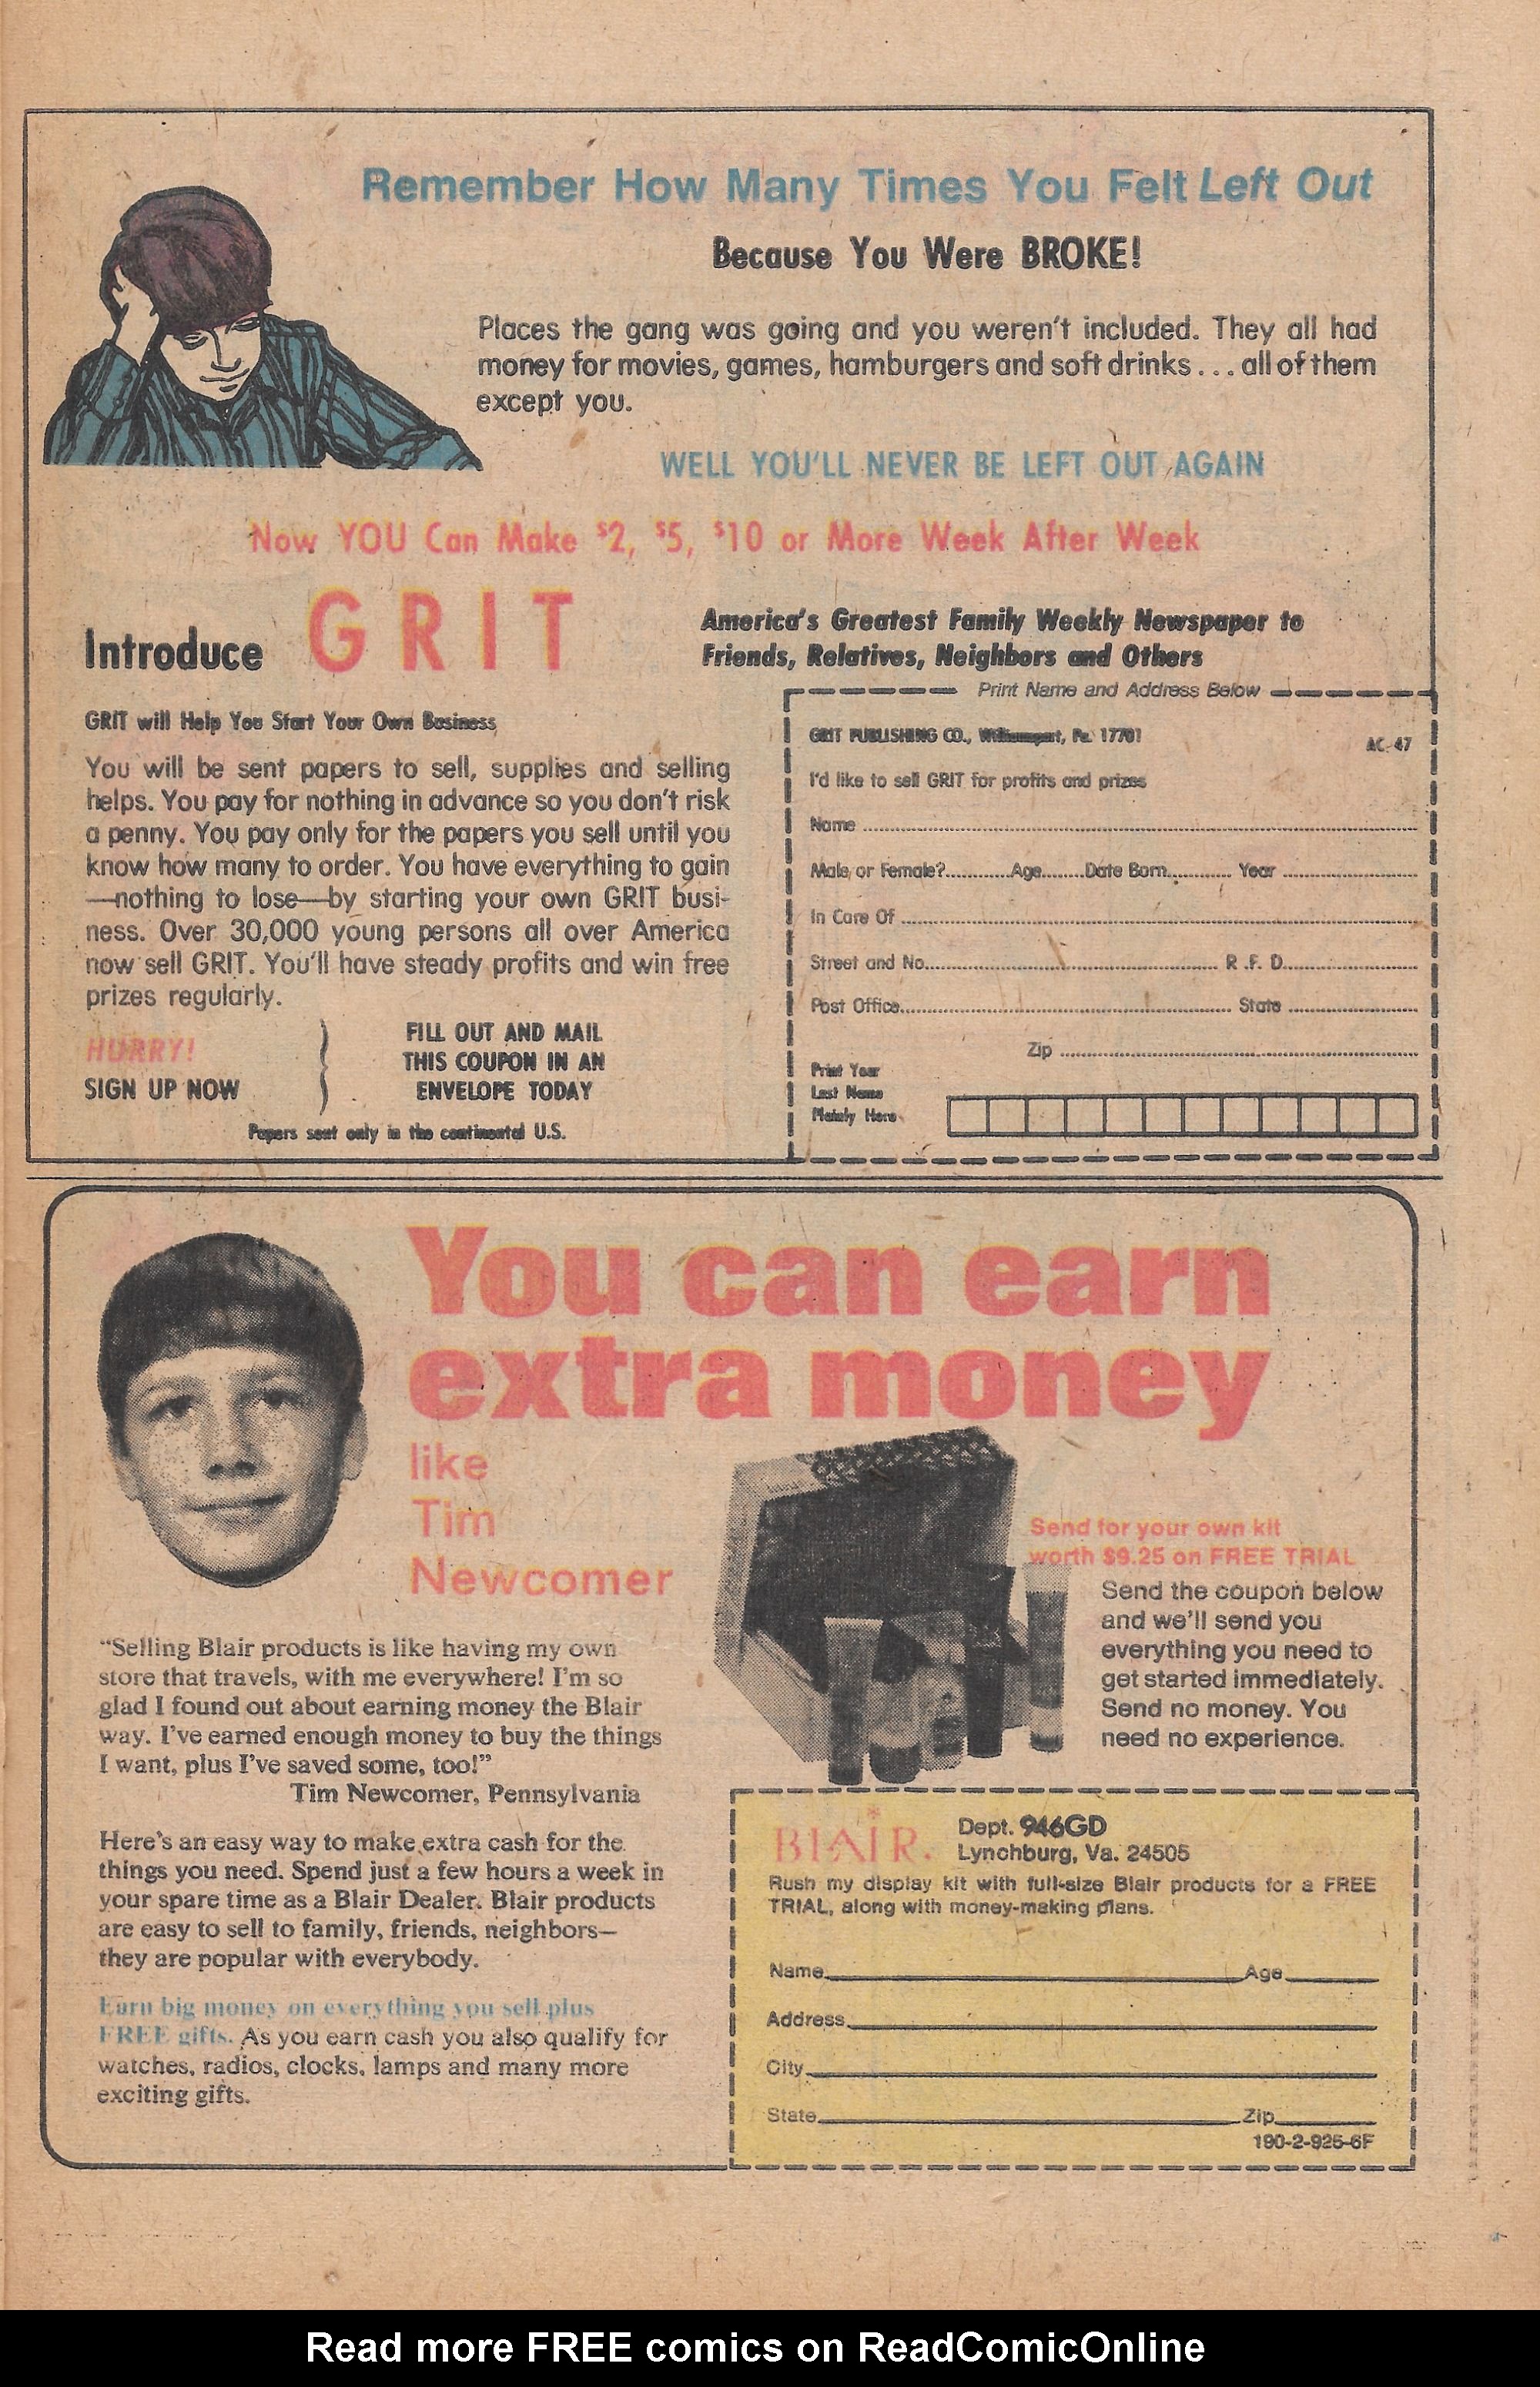 Remember How Many Times You Felt Left Out
Because You Were BROKE!
Places the gang was going and you weren't included. They all had
money for movies, games, hamburgers and soft drinks . . . all of them
except you.
WELL YOU'LL NEVER BE LEFT OUT AGAIN
Now YOU Can Make $2, $5, $10 or More Week After Week
Introduce GRIT
America's Greatest Family Weekly Newspaper to
Friends, Relatives, Neighbors and Others
GRIT will Help You Start Your Own Business
You will be sent papers to sell, supplies and selling
helps. You pay for nothing in advance so you don't risk
a penny. You pay only for the papers you sell until you
know how many to order. You have everything to gain
—nothing to lose—by starting your own GRIT busi-
ness. Over 30,000 young persons all over America
now sell GRIT. You'll have steady profits and win free
prizes regularly.
HURRY!
SIGN UP NOW
FILL OUT AND MAIL
THIS COUPON IN AN
ENVELOPE TODAY
Papers sent only in the continental U.S.
Print Name and Address Below
GRIT PUBLISHING CO., Williamsport, Pa. 17701
AC-47
I'd like to sell GRIT for profits and prizes
Name
Male or Female? Age Date Born Year
In Care Of
Street and No. R.F.D.
Post Office State
Zip
Print Your
Last Name
Plainly Here
You can earn
extra money
like
Tim
Newcomer
Send for your own kit
worth $9.25 on FREE TRIAL
Send the coupon below
and we'll send you
everything you need to
get started immediately.
Send no money. You
need no experience.
"Selling Blair products is like having my own
store that travels, with me everywhere! I'm so
glad I found out about earning money the Blair
way. I've earned enough money to buy the things
I want, plus I've saved some, too!"
Tim Newcomer, Pennsylvania
Here's an easy way to make extra cash for the
things you need. Spend just a few hours a week in
your spare time as a Blair Dealer. Blair products
are easy to sell to family, friends, neighbors—
they are popular with everybody.
Earn big money on everything you sell plus
FREE gifts. As you earn cash you also qualify for
watches, radios, clocks, lamps and many more
exciting gifts.
BLAIR.
Dept. 946GD
Lynchburg, Va. 24505
Rush my display kit with full-size Blair products for a FREE
TRIAL, along with money-making plans.
Name Age
Address
City
State Zip
190-2-925-6F
Read more FREE comics on ReadComicOnline